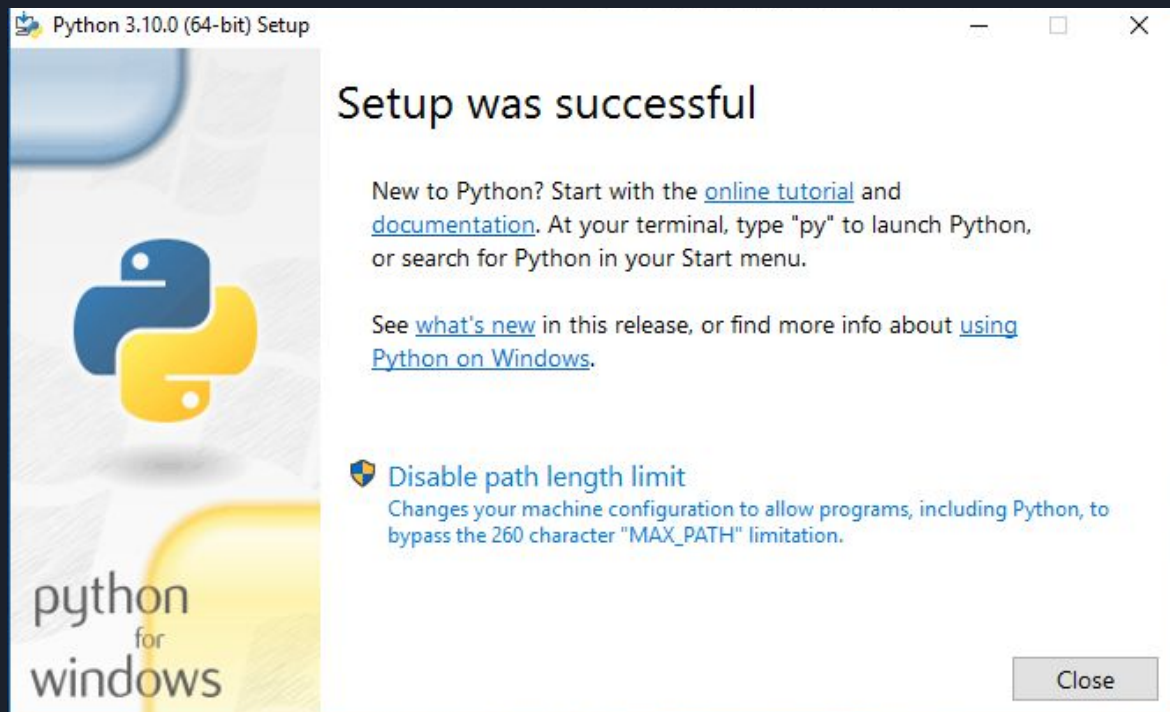 Python 3.10.0 (64-bit) Setup
Setup was successful
New to Python? Start with the online tutorial and
documentation. At your terminal, type "py" to launch Python,
or search for Python in your Start menu.
See what's new in this release, or find more info about using
Python on Windows.
Disable path length limit
Changes your machine configuration to allow programs, including Python, to
bypass the 260 character "MAX_PATH" limitation.
python
for
windows
Close